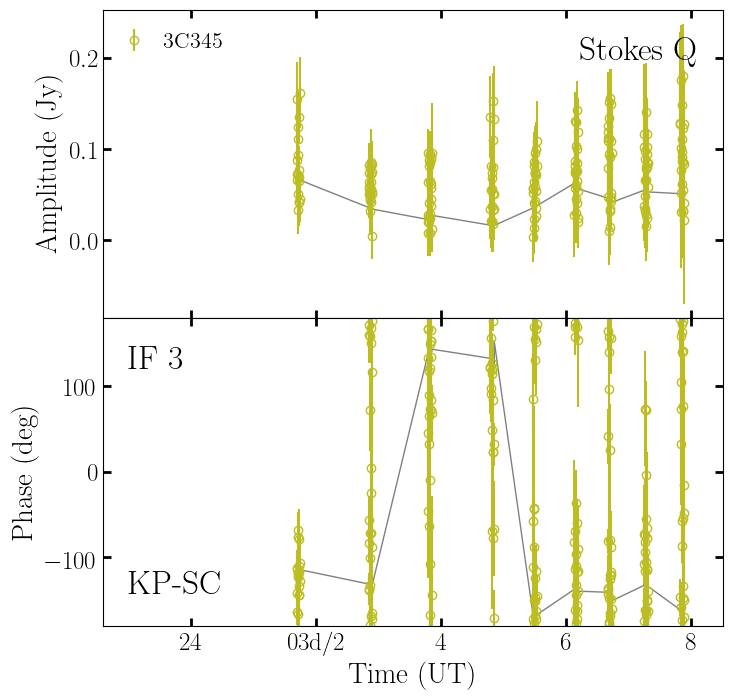 3C345
Stokes Q
0.2
0.1
0.0
Amplitude (Jy)
IF 3
100
0
−100
Phase (deg)
KP-SC
24 03d/2 4 6 8
Time (UT)